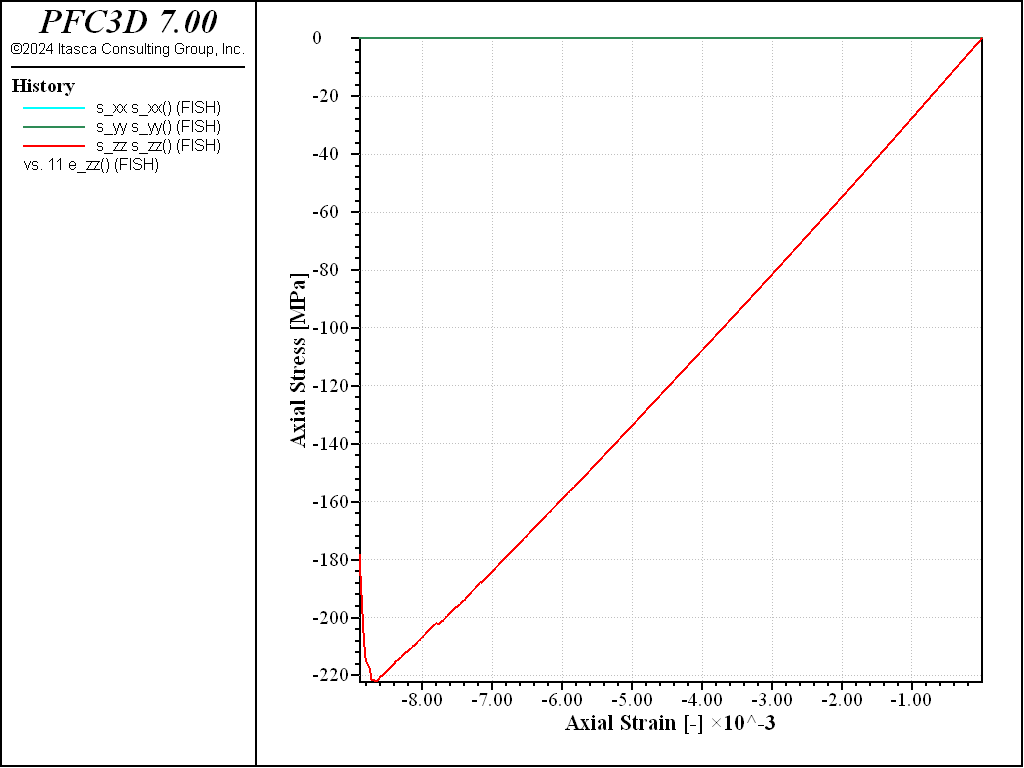 PFC3D 7.00
©2024 Itasca Consulting Group, Inc.
History
s_xx s_xx() (FISH)
s_yy s_yy() (FISH)
s_zz s_zz() (FISH)
vs. 11 e_zz() (FISH)
0
-20
-40
-60
-80
-100
-120
-140
-160
-180
-200
-220
Axial Stress [MPa]
-8.00 -7.00 -6.00 -5.00 -4.00 -3.00 -2.00 -1.00
Axial Strain [-] ×10^-3